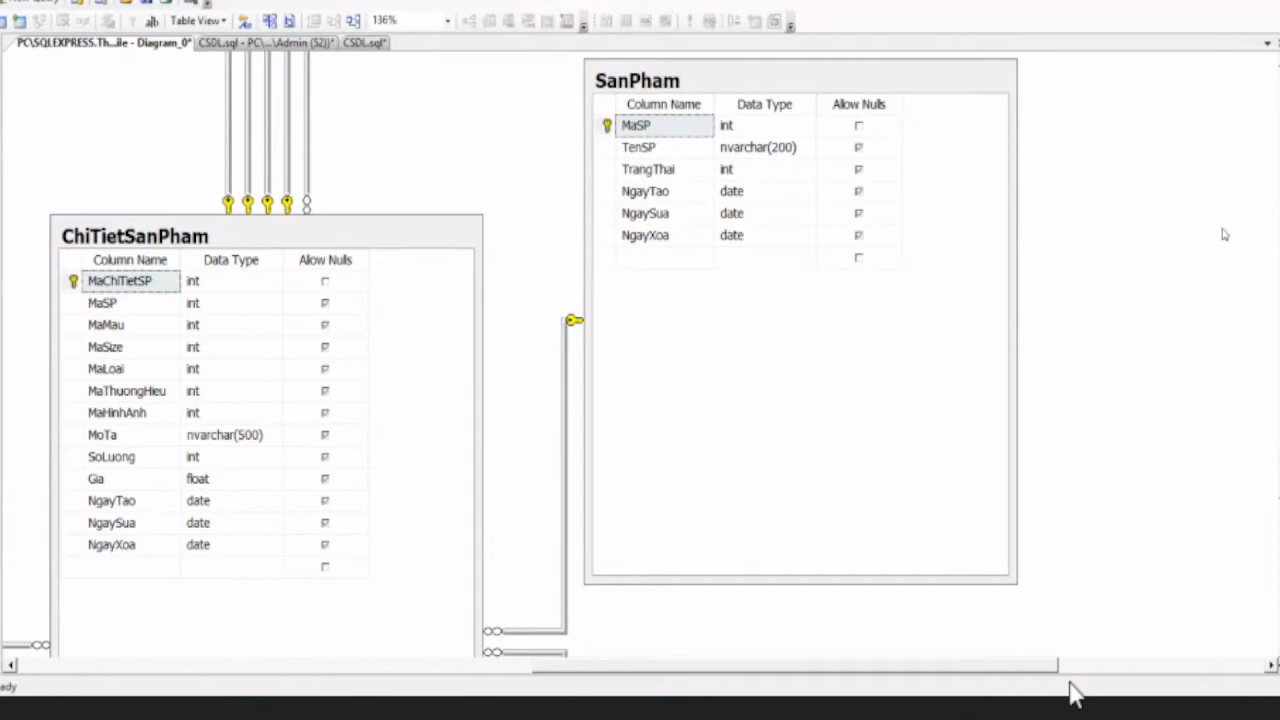 Table View
136%
PC\SQLEXPRESS.Th...ile - Diagram_0*
CSDL.sql - PC\...\Admin (52))*
CSDL.sql*
SanPham
Column Name Data Type Allow Nulls
MaSP int
TenSP nvarchar(200)
TrangThai int
NgayTao date
NgaySua date
NgayXoa date
ChiTietSanPham
Column Name Data Type Allow Nulls
MaChiTietSP int
MaSP int
MaMau int
MaSize int
MaLoai int
MaThuongHieu int
MaHinhAnh int
MoTa nvarchar(500)
SoLuong int
Gia float
NgayTao date
NgaySua date
NgayXoa date
ady